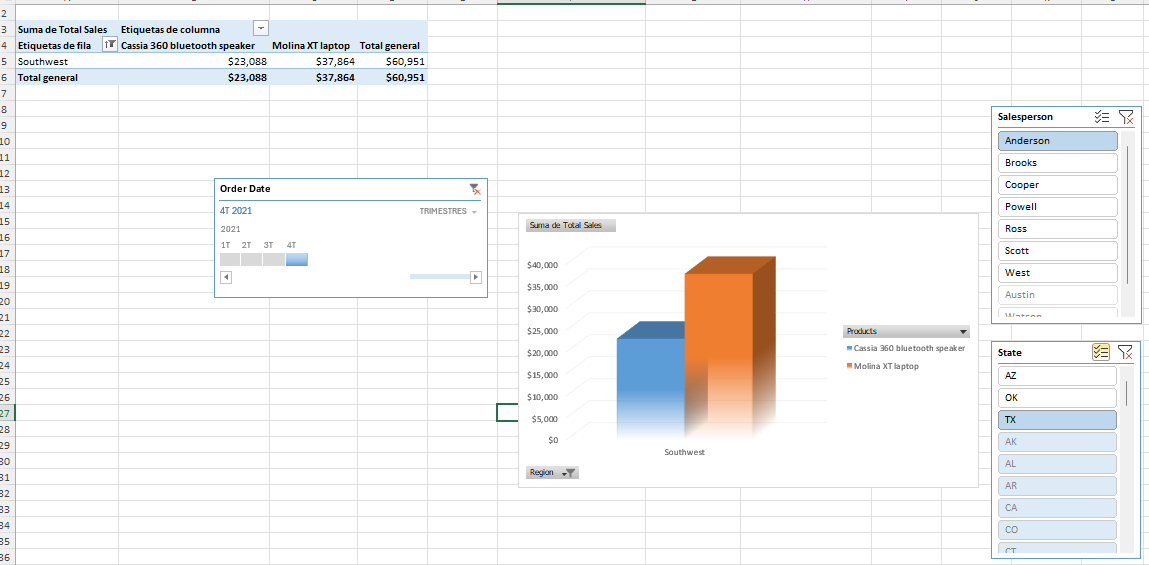 2
3 Suma de Total Sales Etiquetas de columna
4 Etiquetas de fila Cassia 360 bluetooth speaker Molina XT laptop Total general
5 Southwest $23,088 $37,864 $60,951
6 Total general $23,088 $37,864 $60,951
7
8
9
10
11
12
13
14
15
16
17
18
19
20
21
22
23
24
25
26
27
28
29
30
31
32
33
34
35
36
Order Date
4T 2021 TRIMESTRES
2021
1T 2T 3T 4T
Suma de Total Sales
$40,000
$35,000
$30,000
$25,000
$20,000
$15,000
$10,000
$5,000
$0
Southwest
Region
Products
Cassia 360 bluetooth speaker
Molina XT laptop
Salesperson
Anderson
Brooks
Cooper
Powell
Ross
Scott
West
Austin
Watson
State
AZ
OK
TX
AK
AL
AR
CA
CO
CT